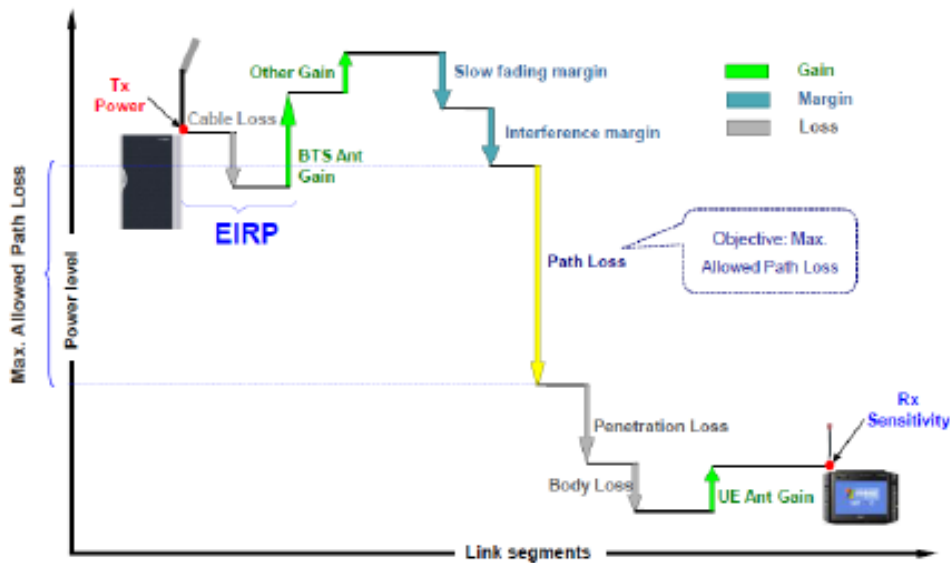 Other Gain
Slow fading margin
Gain
Margin
Loss
Tx
Power
Cable Loss
Interference margin
BTS Ant
Gain
EIRP
Path Loss
Objective: Max.
Allowed Path Loss
Max. Allowed Path Loss
Power level
Rx
Sensitivity
Penetration Loss
Body Loss
UE Ant Gain
Link segments